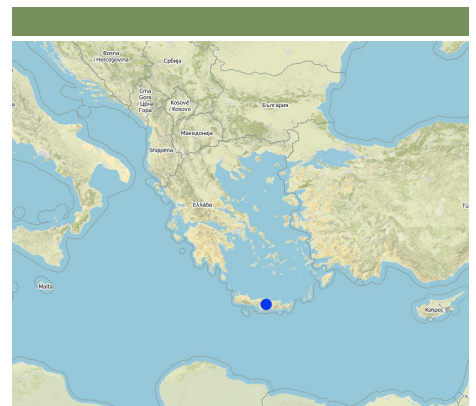 Bosna
i Hercegovina
Србија
Crna
Gora
/ Црна
Гора
Kosovë
/ Kosovo
България
Македонија
Shqipëria
Ελλάδα
Malta
Κύπρος